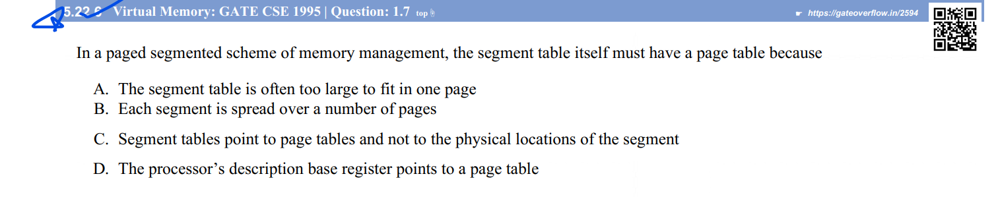 5.22.6 Virtual Memory: GATE CSE 1995 | Question: 1.7 top
https://gateoverflow.in/2594
In a paged segmented scheme of memory management, the segment table itself must have a page table because
A. The segment table is often too large to fit in one page
B. Each segment is spread over a number of pages
C. Segment tables point to page tables and not to the physical locations of the segment
D. The processor’s description base register points to a page table